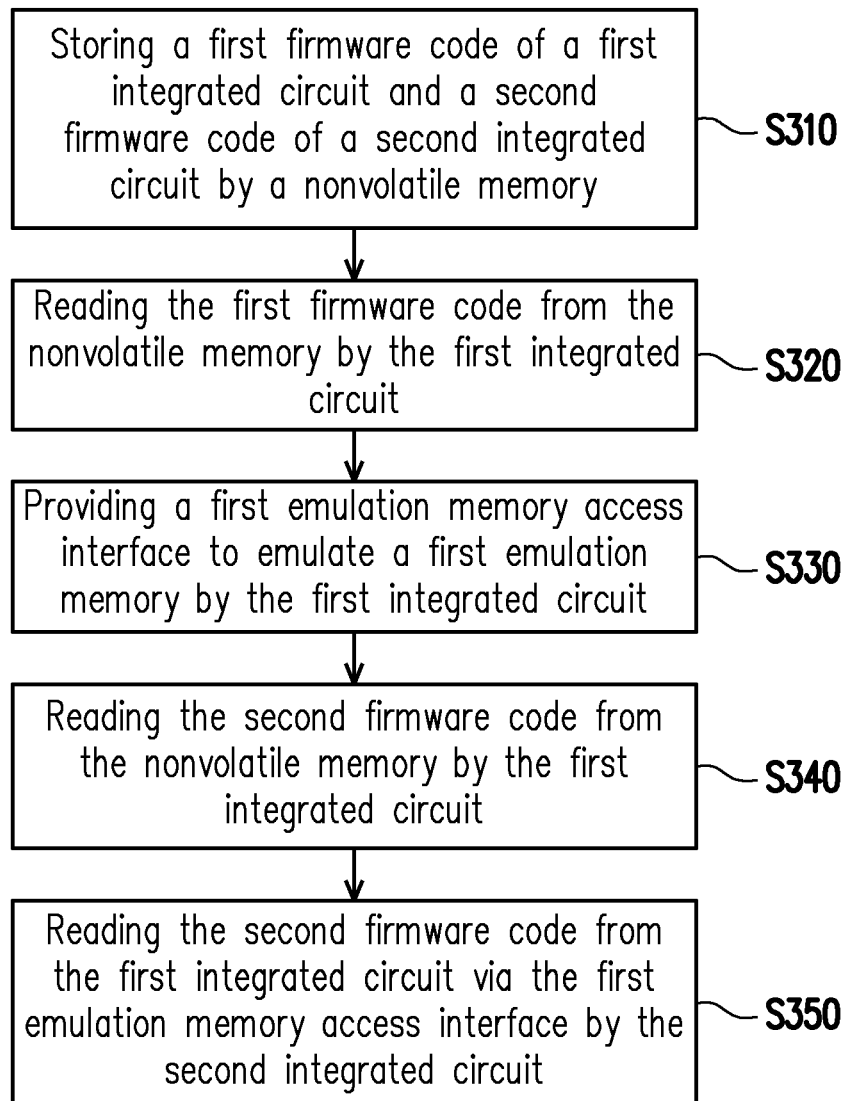 Storing a first firmware code of a first
integrated circuit and a second
firmware code of a second integrated
circuit by a nonvolatile memory
S310
Reading the first firmware code from the
nonvolatile memory by the first integrated
circuit
S320
Providing a first emulation memory access
interface to emulate a first emulation
memory by the first integrated circuit
S330
Reading the second firmware code from
the nonvolatile memory by the first
integrated circuit
S340
Reading the second firmware code from
the first integrated circuit via the first
emulation memory access interface by the
second integrated circuit
S350